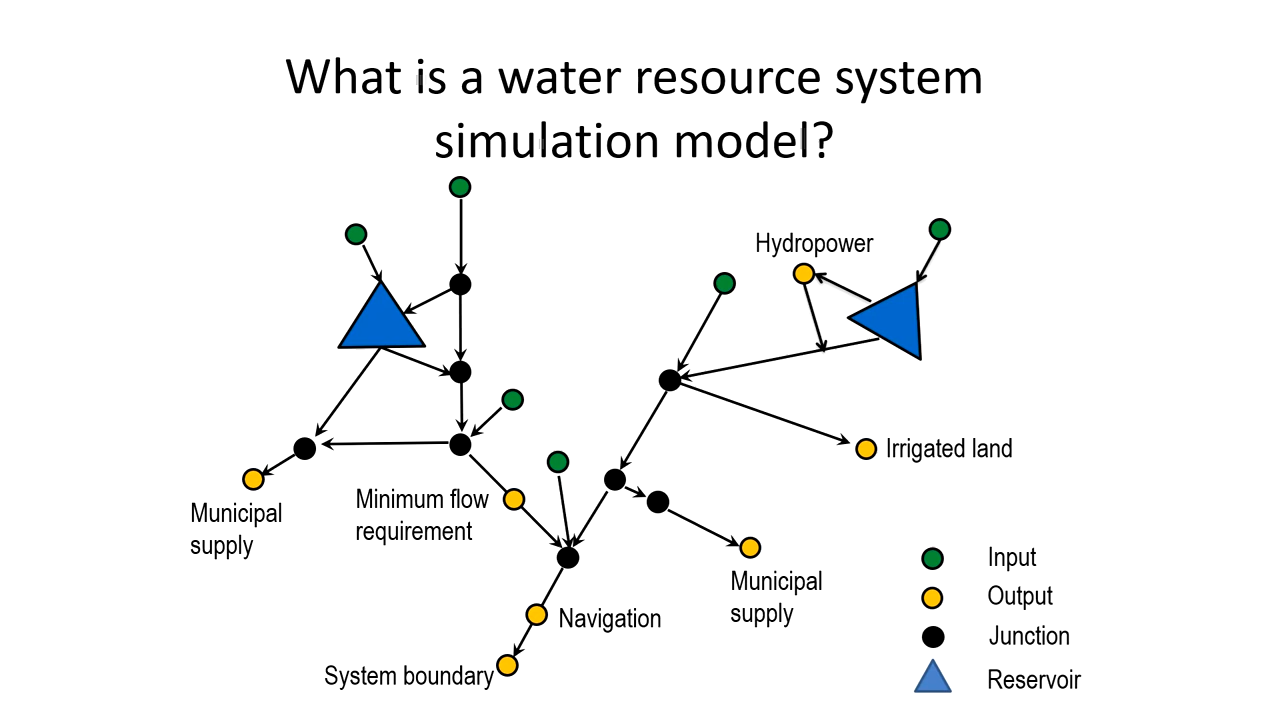 What is a water resource system
simulation model?
Hydropower
Irrigated land
Minimum flow
requirement
Municipal
supply
Municipal
supply
Navigation
System boundary
Input
Output
Junction
Reservoir